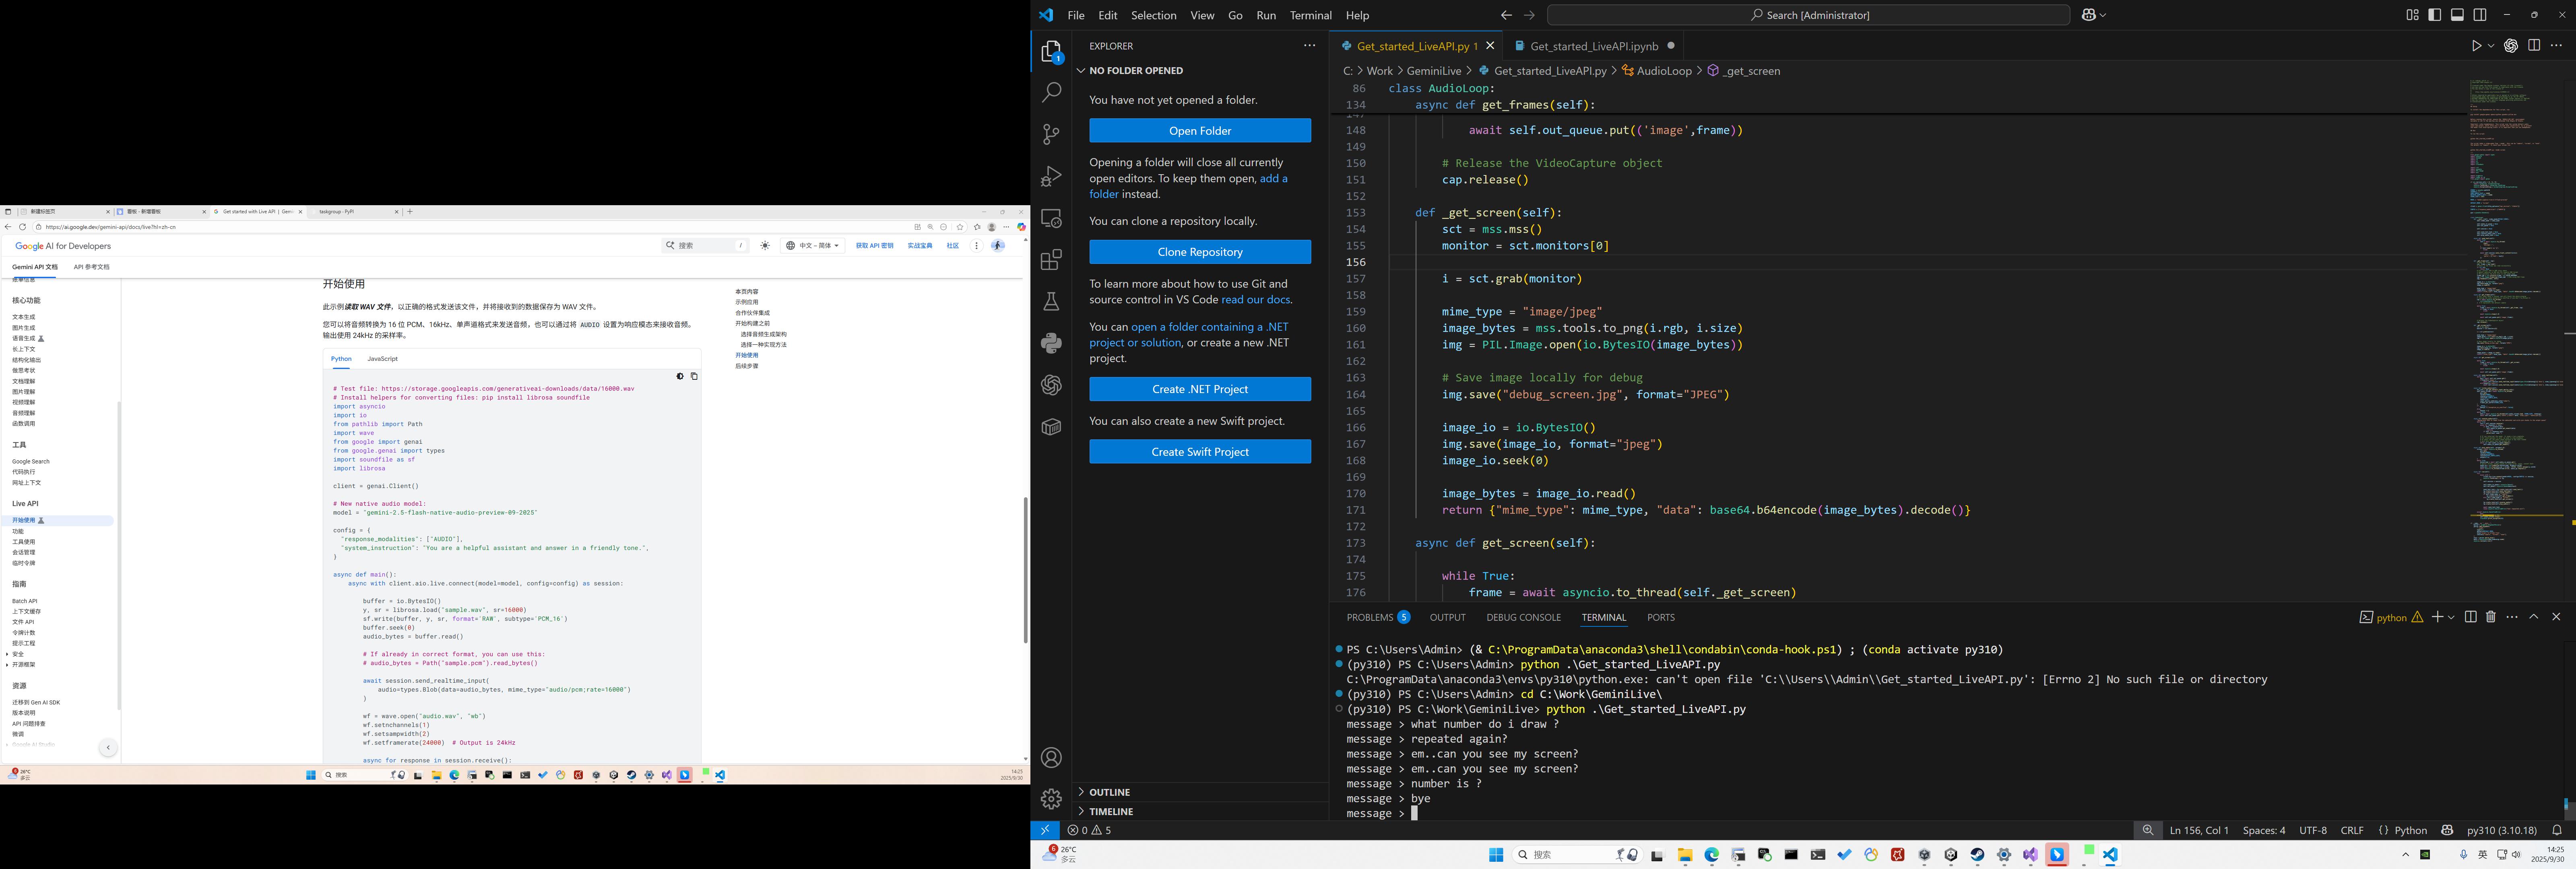 新建标签页
看板 - 新增看板
Get started with Live API | Gemi
taskgroup · PyPI
https://ai.google.dev/gemini-api/docs/live?hl=zh-cn
Google AI for Developers
搜索
/
中文 – 简体
获取 API 密钥
实战宝典
社区
Gemini API 文档
API 参考文档
核心功能
文本生成
图片生成
语音生成
长上下文
结构化输出
做思考状
文档理解
图片理解
视频理解
音频理解
函数调用
工具
Google Search
代码执行
网址上下文
Live API
开始使用
功能
工具使用
会话管理
临时令牌
指南
Batch API
上下文缓存
文件 API
令牌计数
提示工程
安全
开源框架
资源
迁移到 Gen AI SDK
版本说明
API 问题排查
微调
Google AI Studio
开始使用
此示例读取 WAV 文件，以正确的格式发送该文件，并将接收到的数据保存为 WAV 文件。
您可以将音频转换为 16 位 PCM、16kHz、单声道格式来发送音频，也可以通过将 AUDIO 设置为响应模态来接收音频。
输出使用 24kHz 的采样率。
Python
JavaScript
# Test file: https://storage.googleapis.com/generativeai-downloads/data/16000.wav
# Install helpers for converting files: pip install librosa soundfile
import asyncio
import io
from pathlib import Path
import wave
from google import genai
from google.genai import types
import soundfile as sf
import librosa
client = genai.Client()
# New native audio model:
model = "gemini-2.5-flash-native-audio-preview-09-2025"
config = {
"response_modalities": ["AUDIO"],
"system_instruction": "You are a helpful assistant and answer in a friendly tone.",
}
async def main():
async with client.aio.live.connect(model=model, config=config) as session:
buffer = io.BytesIO()
y, sr = librosa.load("sample.wav", sr=16000)
sf.write(buffer, y, sr, format='RAW', subtype='PCM_16')
buffer.seek(0)
audio_bytes = buffer.read()
# If already in correct format, you can use this:
# audio_bytes = Path("sample.pcm").read_bytes()
await session.send_realtime_input(
audio=types.Blob(data=audio_bytes, mime_type="audio/pcm;rate=16000")
)
wf = wave.open("audio.wav", "wb")
wf.setnchannels(1)
wf.setsampwidth(2)
wf.setframerate(24000)  # Output is 24kHz
async for response in session.receive():
本页内容
示例应用
合作伙伴集成
开始构建之前
选择音频生成架构
选择一种实现方法
开始使用
后续步骤
26°C
多云
搜索
14:25
2025/9/30
File Edit Selection View Go Run Terminal Help
Search [Administrator]
EXPLORER
NO FOLDER OPENED
You have not yet opened a folder.
Open Folder
Opening a folder will close all currently
open editors. To keep them open, add a
folder instead.
You can clone a repository locally.
Clone Repository
To learn more about how to use Git and
source control in VS Code read our docs.
You can open a folder containing a .NET
project or solution, or create a new .NET
project.
Create .NET Project
You can also create a new Swift project.
Create Swift Project
OUTLINE
TIMELINE
Get_started_LiveAPI.py 1
Get_started_LiveAPI.ipynb
C: > Work > GeminiLive > Get_started_LiveAPI.py > AudioLoop > _get_screen
86 class AudioLoop:
134 async def get_frames(self):
147
148 await self.out_queue.put(('image',frame))
149
150 # Release the VideoCapture object
151 cap.release()
152
153 def _get_screen(self):
154 sct = mss.mss()
155 monitor = sct.monitors[0]
156
157 i = sct.grab(monitor)
158
159 mime_type = "image/jpeg"
160 image_bytes = mss.tools.to_png(i.rgb, i.size)
161 img = PIL.Image.open(io.BytesIO(image_bytes))
162
163 # Save image locally for debug
164 img.save("debug_screen.jpg", format="JPEG")
165
166 image_io = io.BytesIO()
167 img.save(image_io, format="jpeg")
168 image_io.seek(0)
169
170 image_bytes = image_io.read()
171 return {"mime_type": mime_type, "data": base64.b64encode(image_bytes).decode()}
172
173 async def get_screen(self):
174
175 while True:
176 frame = await asyncio.to_thread(self._get_screen)
PROBLEMS 5 OUTPUT DEBUG CONSOLE TERMINAL PORTS
python
PS C:\Users\Admin> (& C:\ProgramData\anaconda3\shell\condabin\conda-hook.ps1) ; (conda activate py310)
(py310) PS C:\Users\Admin> python .\Get_started_LiveAPI.py
C:\ProgramData\anaconda3\envs\py310\python.exe: can't open file 'C:\\Users\\Admin\\Get_started_LiveAPI.py': [Errno 2] No such file or directory
(py310) PS C:\Users\Admin> cd C:\Work\GeminiLive\
(py310) PS C:\Work\GeminiLive> python .\Get_started_LiveAPI.py
message > what number do i draw ?
message > repeated again?
message > em..can you see my screen?
message > em..can you see my screen?
message > number is ?
message > bye
message >
0 5
Ln 156, Col 1 Spaces: 4 UTF-8 CRLF {} Python py310 (3.10.18)
26°C
多云
搜索
英
14:25
2025/9/30